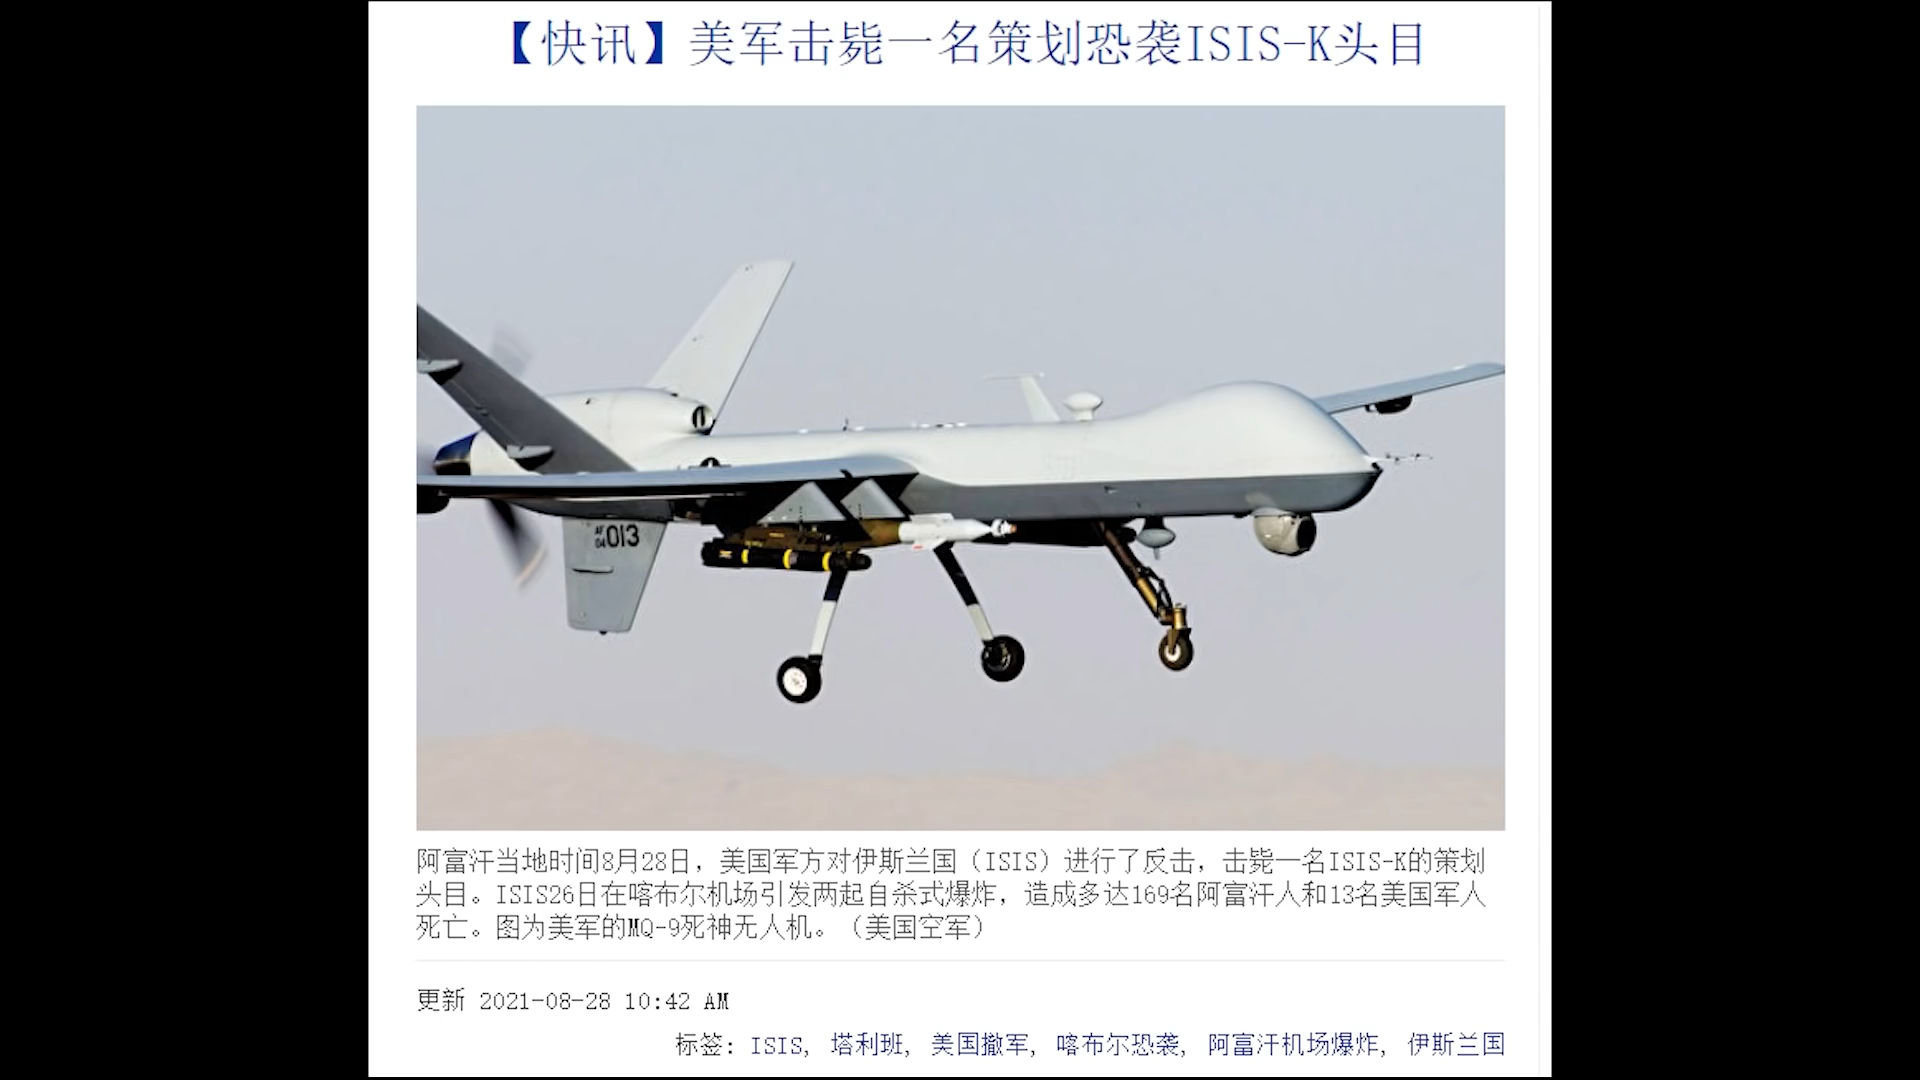 【快讯】美军击毙一名策划恐袭ISIS-K头目
AF
04 013
阿富汗当地时间8月28日，美国军方对伊斯兰国（ISIS）进行了反击，击毙一名ISIS-K的策划
头目。ISIS26日在喀布尔机场引发两起自杀式爆炸，造成多达169名阿富汗人和13名美国军人
死亡。图为美军的MQ-9死神无人机。（美国空军）
更新 2021-08-28 10:42 AM
标签: ISIS, 塔利班, 美国撤军, 喀布尔恐袭, 阿富汗机场爆炸, 伊斯兰国